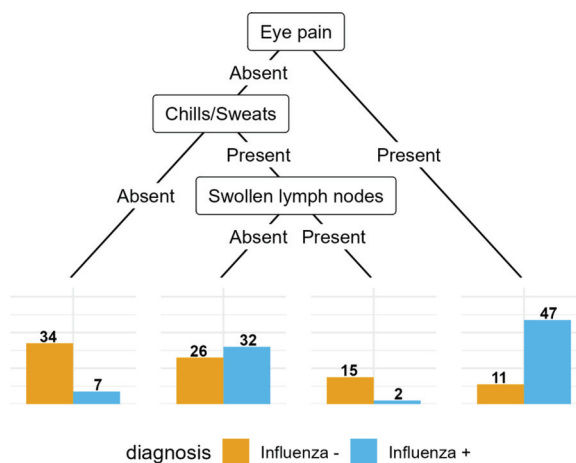 Eye pain
Absent
Chills/Sweats
Present
Present
Absent
Swollen lymph nodes
Absent
Present
34
7
26
32
15
2
11
47
diagnosis
Influenza -
Influenza +